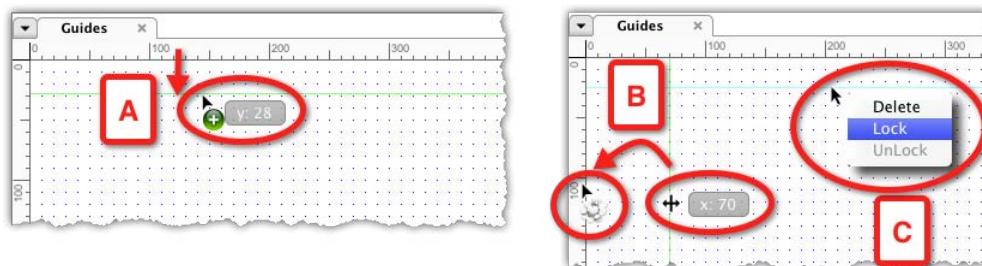 Guides ×
0 100 200 300
0
A
y: 28
100
Guides ×
0 100 200 300
0
B
Delete
Lock
UnLock
100
x: 70
C